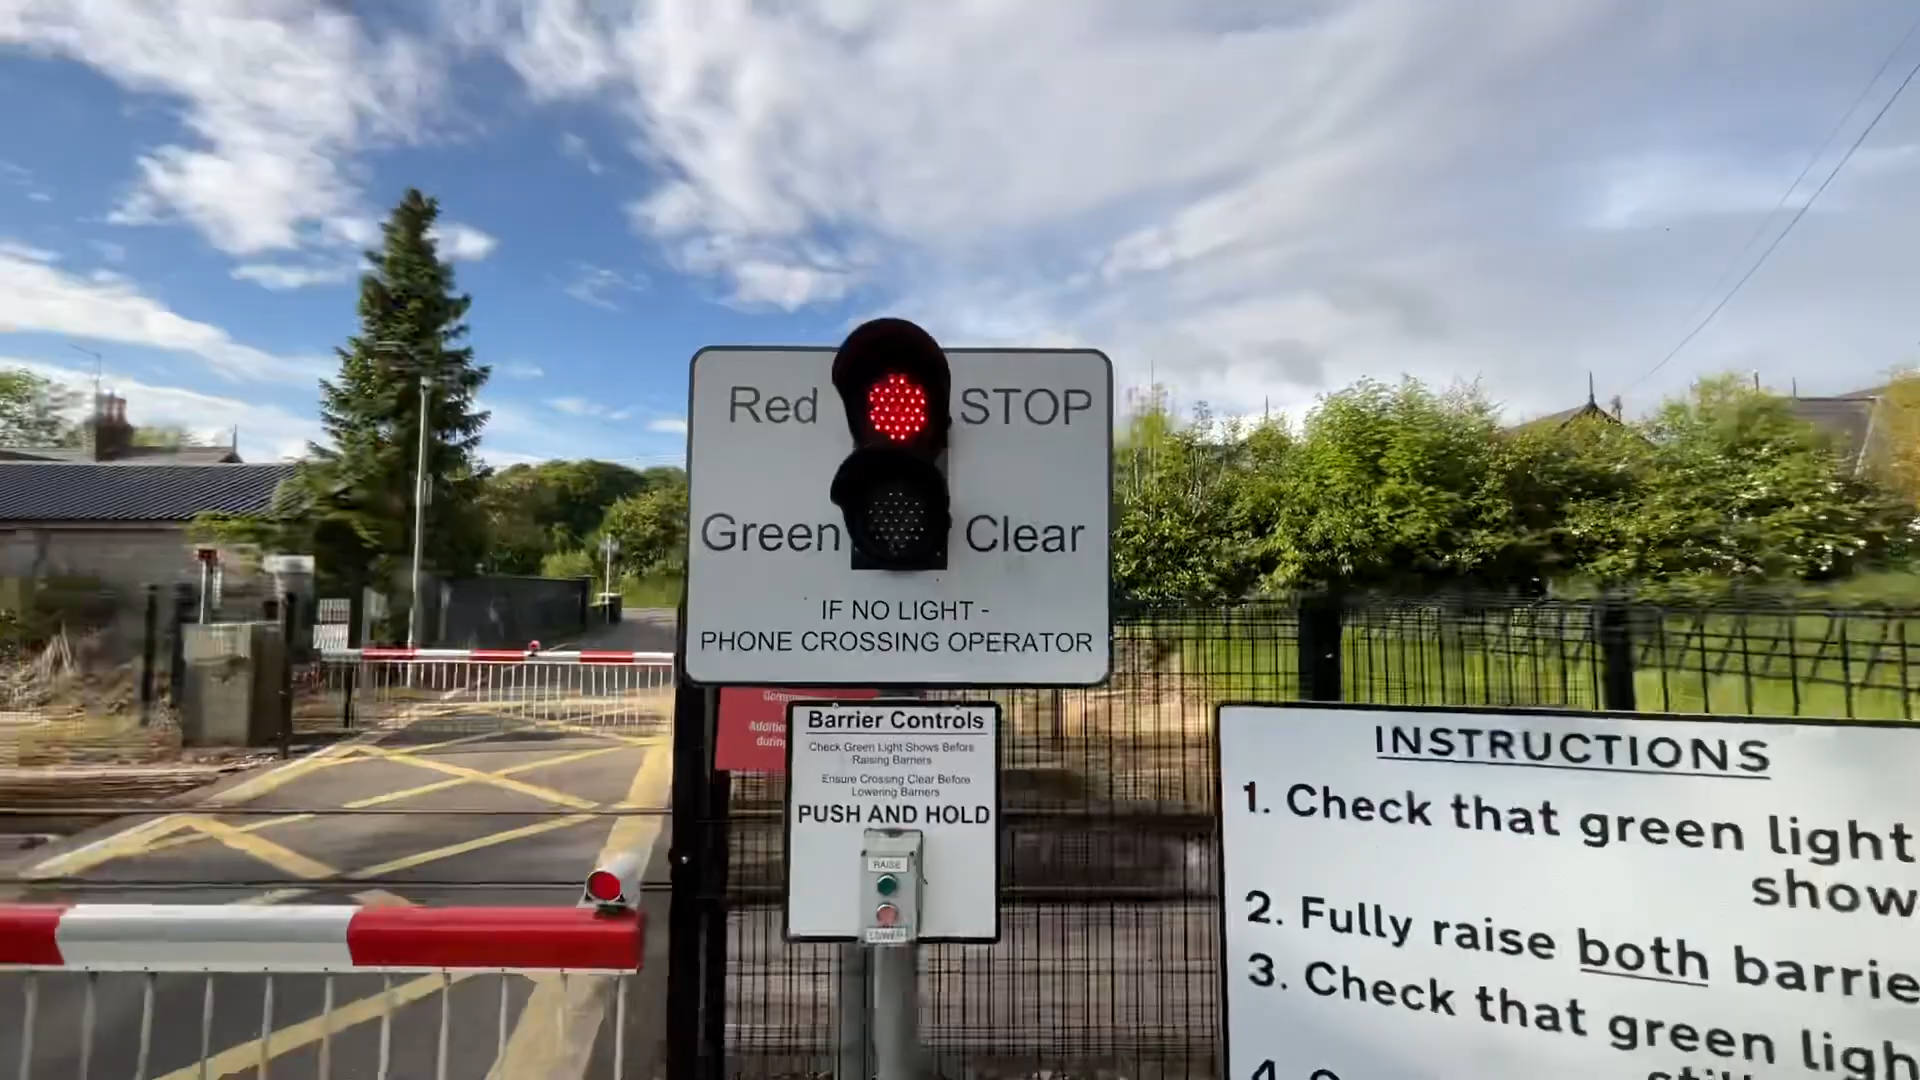 Red STOP
Green Clear
IF NO LIGHT -
PHONE CROSSING OPERATOR
Barrier Controls
Check Green Light Shows Before
Raising Barriers
Ensure Crossing Clear Before
Lowering Barriers
PUSH AND HOLD
RAISE
LOWER
INSTRUCTIONS
1. Check that green light
show
2. Fully raise both barrie
3. Check that green ligh